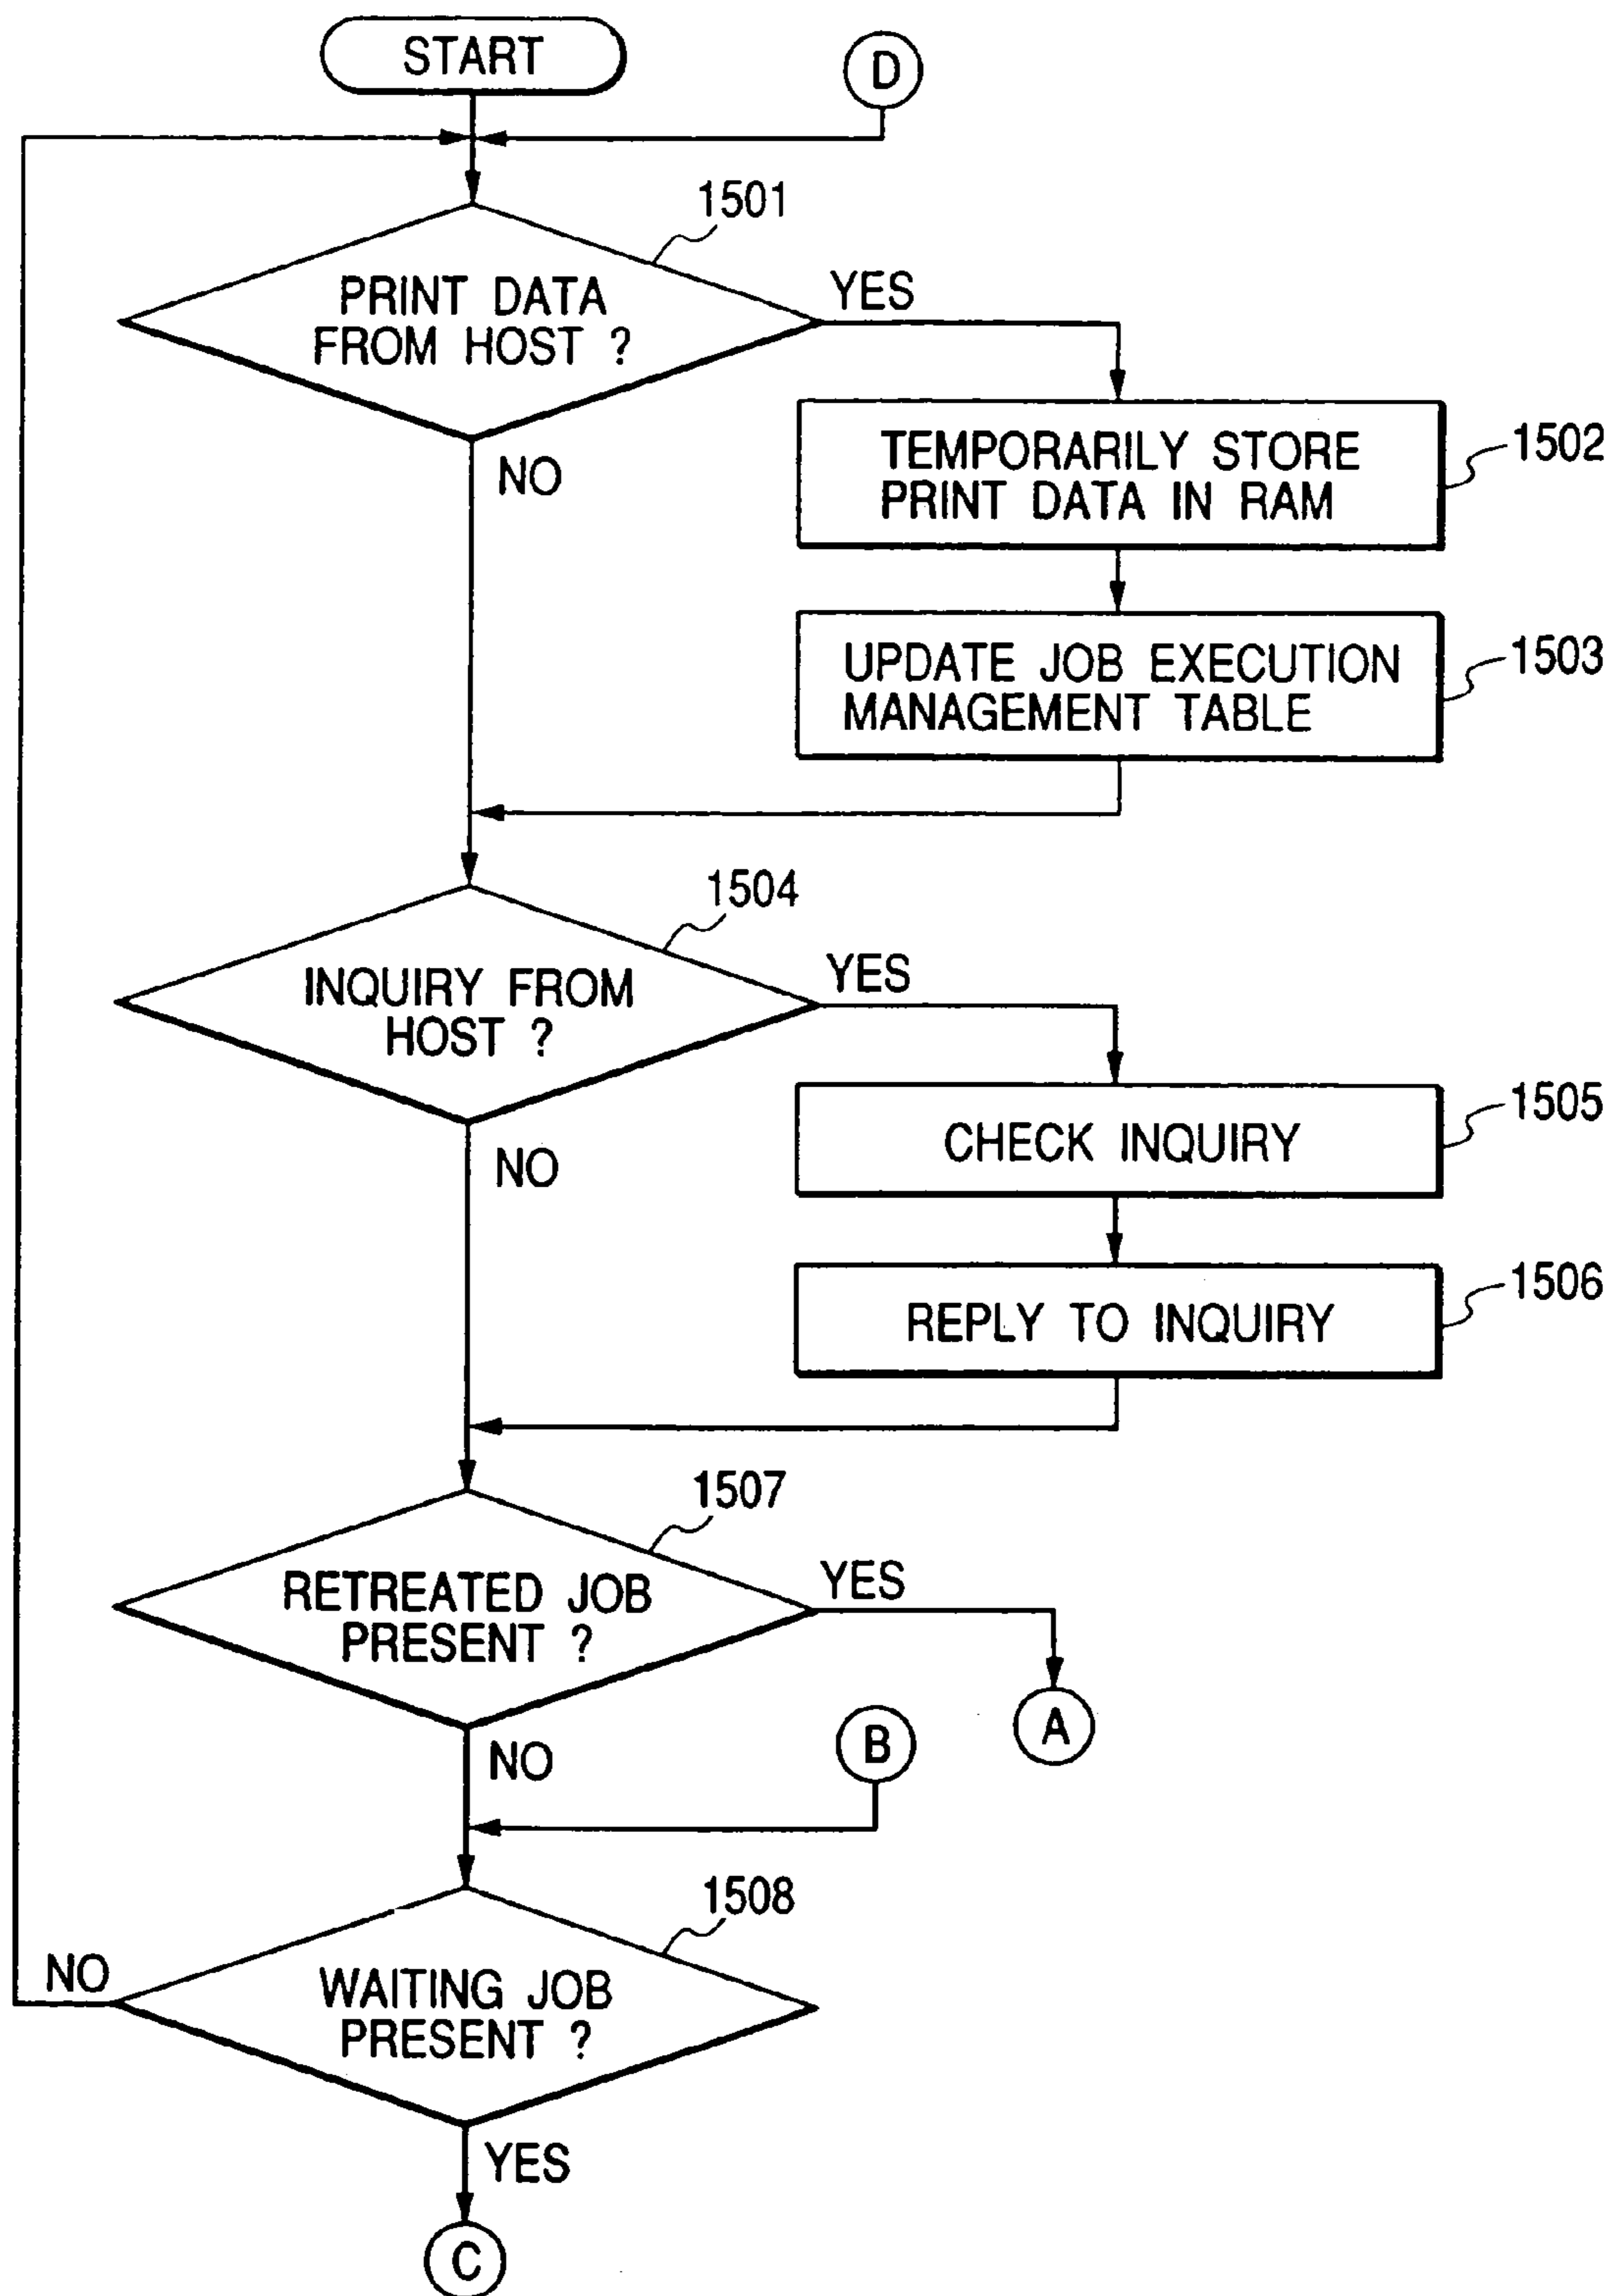 START
D
1501
PRINT DATA
FROM HOST ?
YES
NO
TEMPORARILY STORE
PRINT DATA IN RAM
1502
UPDATE JOB EXECUTION
MANAGEMENT TABLE
1503
1504
INQUIRY FROM
HOST ?
YES
NO
CHECK INQUIRY
1505
REPLY TO INQUIRY
1506
1507
RETREATED JOB
PRESENT ?
YES
A
NO
B
1508
WAITING JOB
PRESENT ?
NO
YES
C